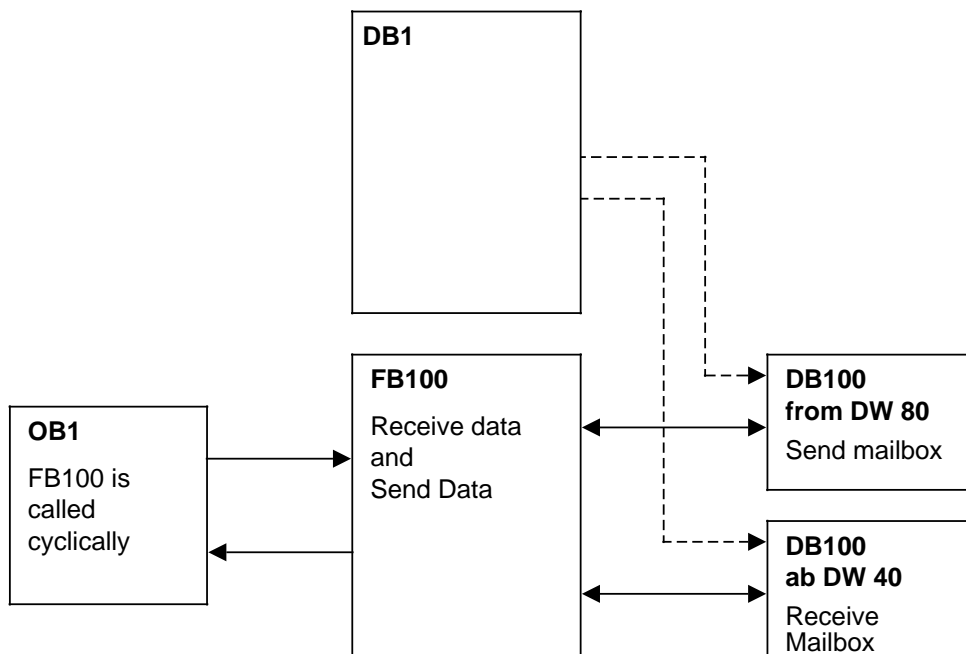 DB1
FB100
Receive data
and
Send Data
OB1
FB100 is
called
cyclically
DB100
from DW 80
Send mailbox
DB100
ab DW 40
Receive
Mailbox